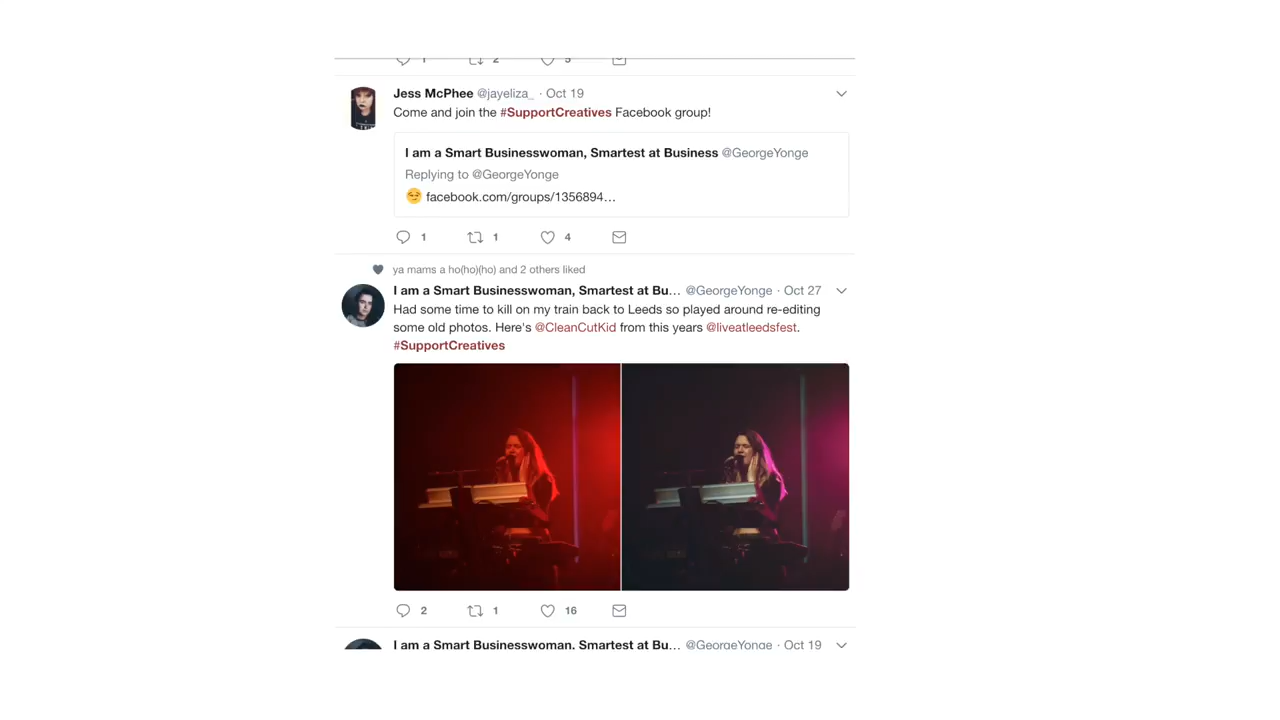 1 2 5
Jess McPhee @jayeliza_ · Oct 19
Come and join the #SupportCreatives Facebook group!
I am a Smart Businesswoman, Smartest at Business @GeorgeYonge
Replying to @GeorgeYonge
😏 facebook.com/groups/1356894…
1 1 4
ya mams a ho(ho)(ho) and 2 others liked
I am a Smart Businesswoman, Smartest at Bu… @GeorgeYonge · Oct 27
Had some time to kill on my train back to Leeds so played around re-editing
some old photos. Here's @CleanCutKid from this years @liveatleedsfest.
#SupportCreatives
2 1 16
I am a Smart Businesswoman, Smartest at Bu… @GeorgeYonge · Oct 19